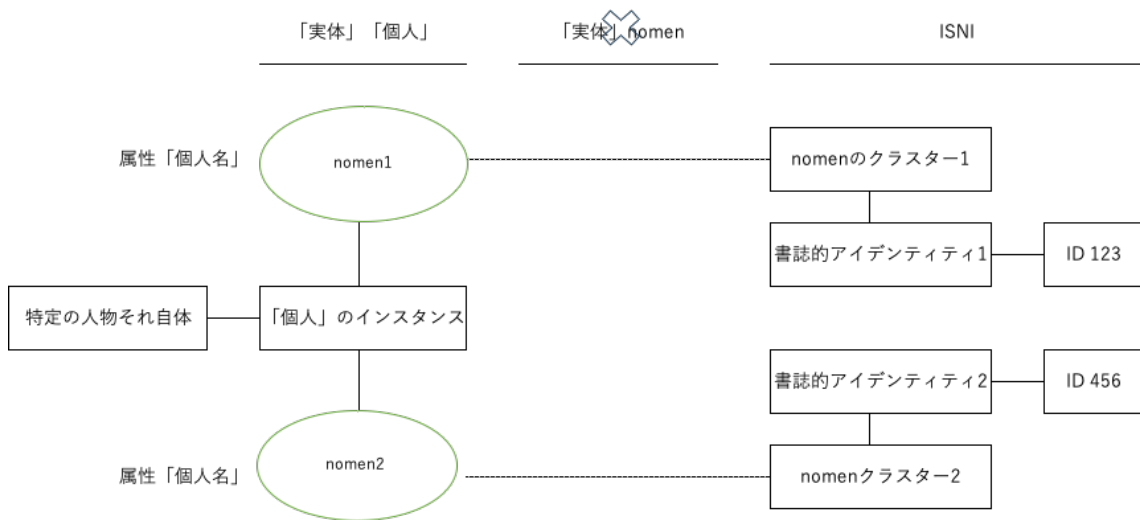 「実体」「個人」
「実体」nomen
ISNI
属性「個人名」
nomen1
nomenのクラスター1
書誌的アイデンティティ1
ID 123
特定の人物それ自体
「個人」のインスタンス
書誌的アイデンティティ2
ID 456
属性「個人名」
nomen2
nomenクラスター2